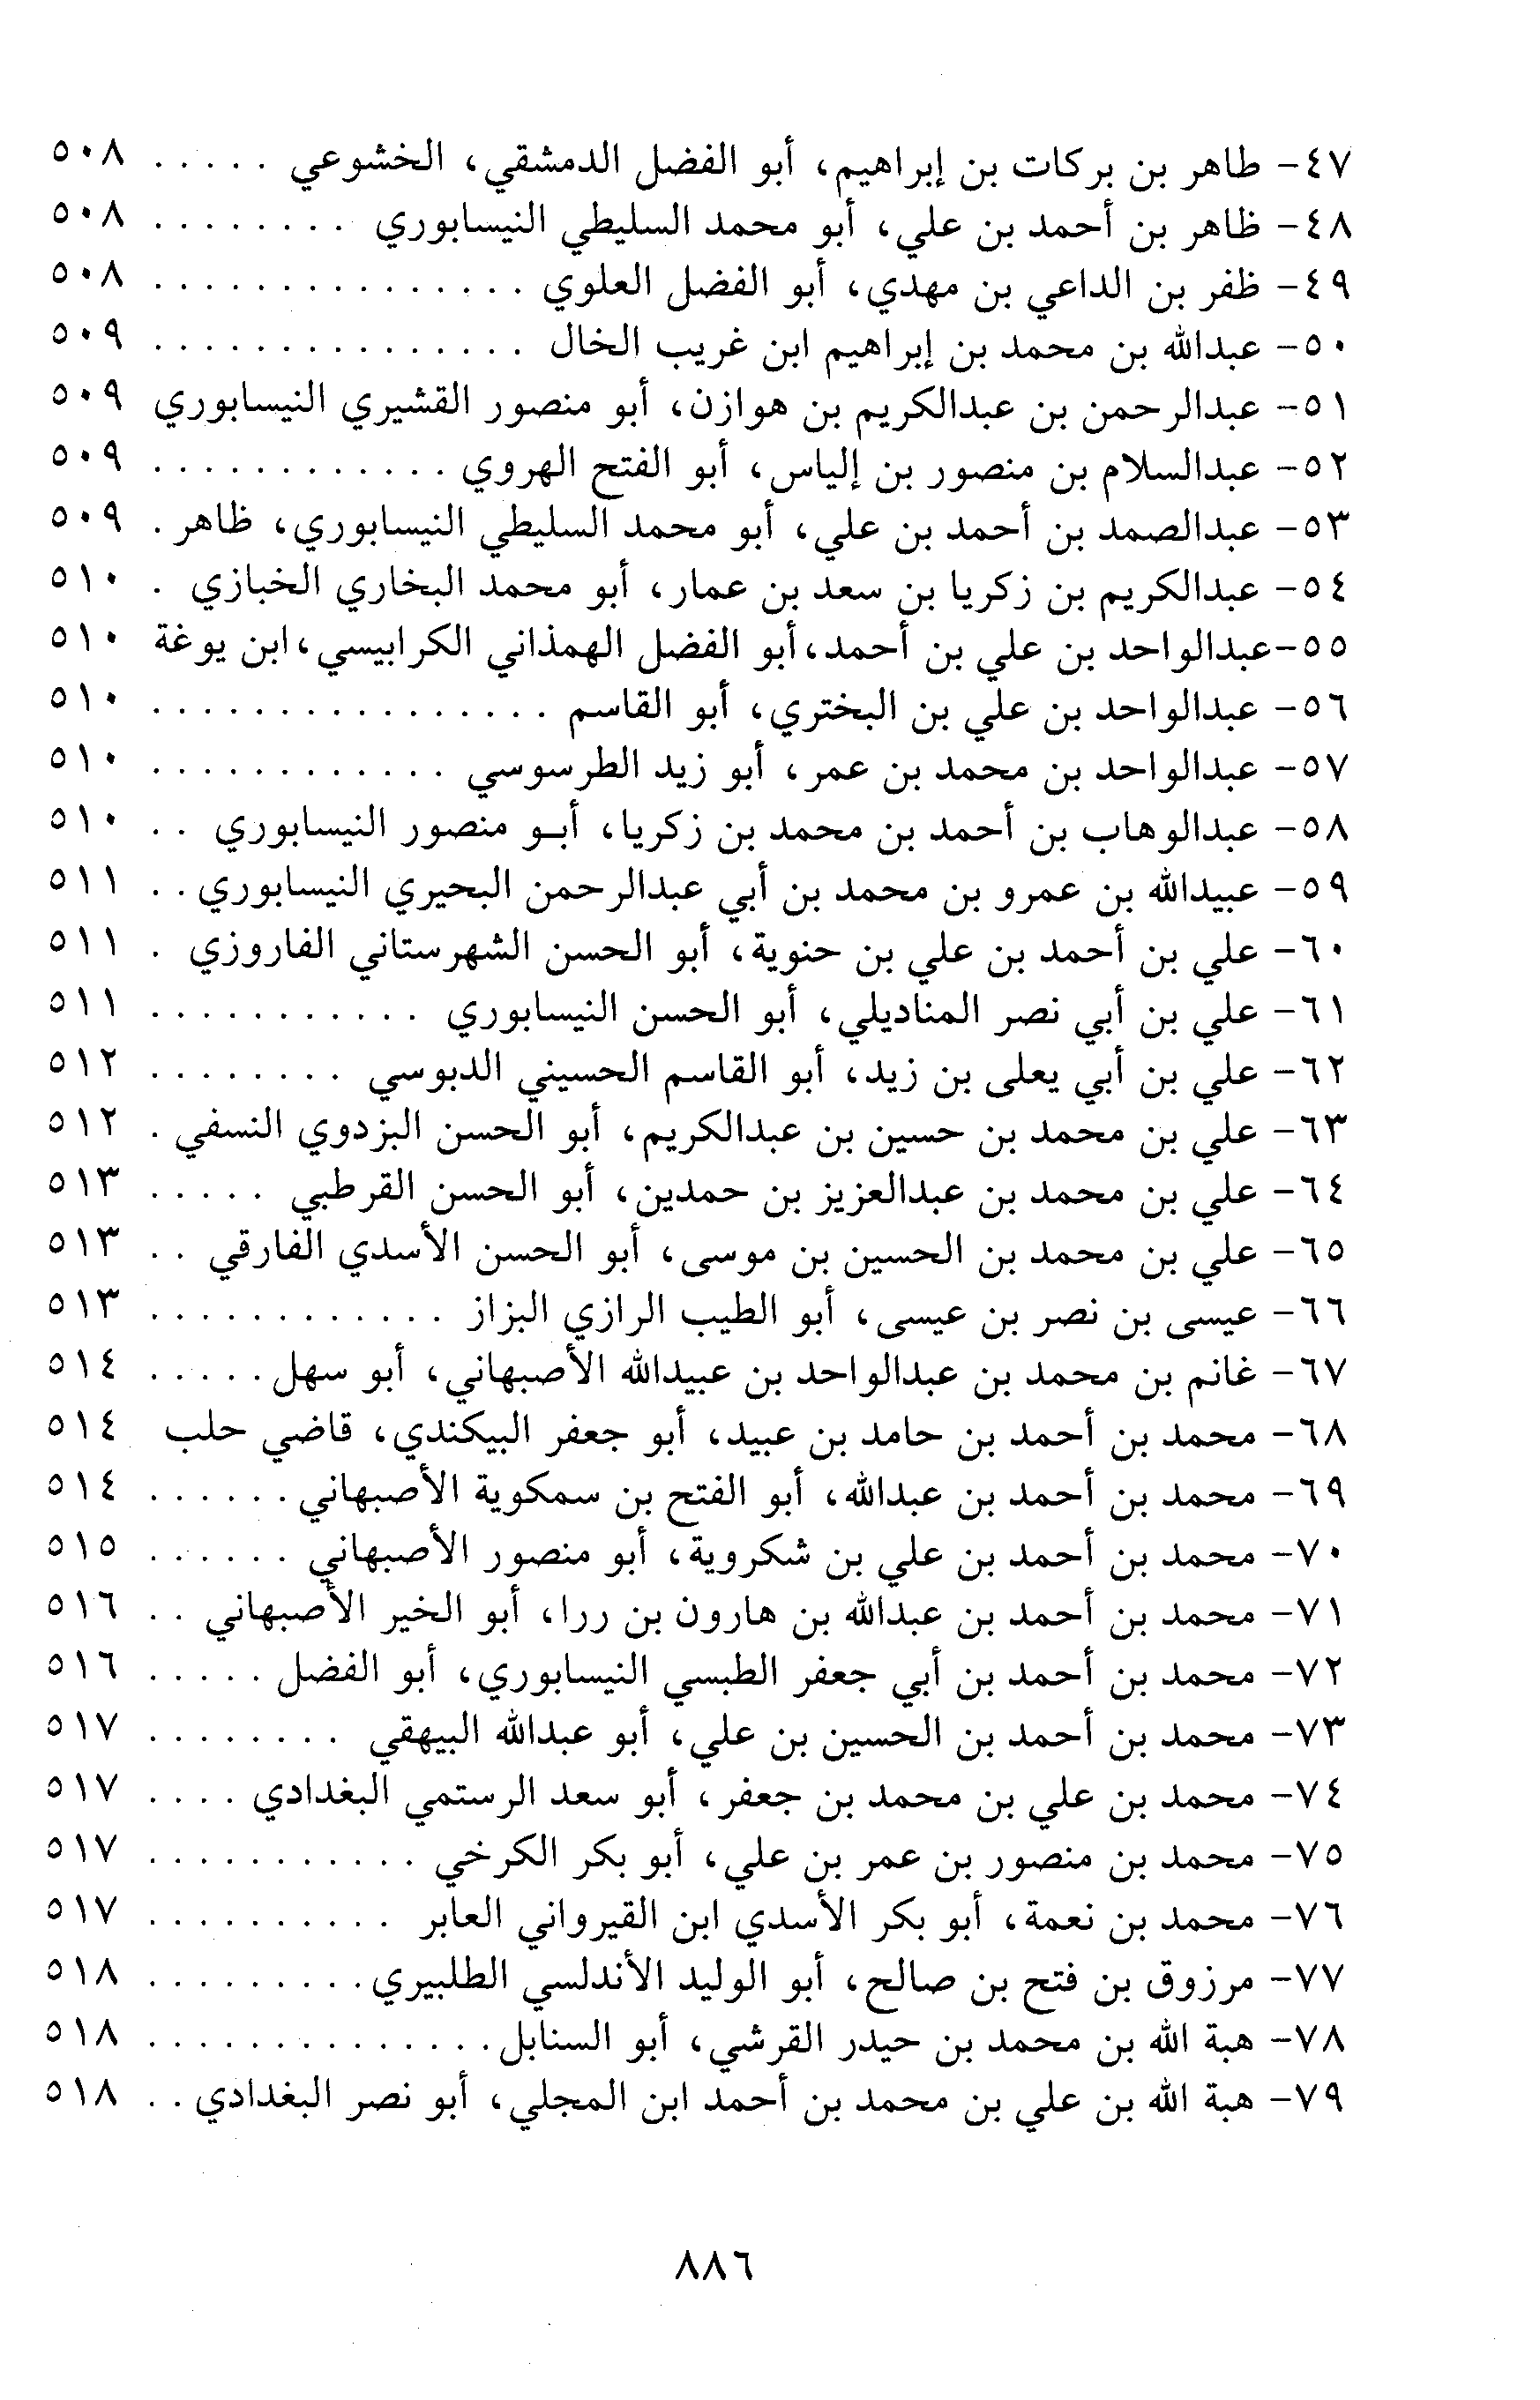 ٤٧- طاهر بن بركات بن إبراهيم، أبو الفضل الدمشقي، الخشوعي . . . . . ٥٠٨
٤٨- ظاهر بن أحمد بن علي، أبو محمد السليطي النيسابوري . . . . . . . . ٥٠٨
٤٩- ظفر بن الداعي بن مهدي، أبو الفضل العلوي . . . . . . . . . . . . . . . ٥٠٨
٥٠- عبدالله بن محمد بن إبراهيم ابن غريب الخال . . . . . . . . . . . . . . . ٥٠٩
٥١- عبدالرحمن بن عبدالكريم بن هوازن، أبو منصور القشيري النيسابوري ٥٠٩
٥٢- عبدالسلام بن منصور بن إلياس، أبو الفتح الهروي . . . . . . . . . . . . ٥٠٩
٥٣- عبدالصمد بن أحمد بن علي، أبو محمد السليطي النيسابوري، ظاهر . ٥٠٩
٥٤- عبدالكريم بن زكريا بن سعد بن عمار، أبو محمد البخاري الخبازي . ٥١٠
٥٥-عبدالواحد بن علي بن أحمد،أبو الفضل الهمذاني الكرابيسي،ابن يوغة ٥١٠
٥٦- عبدالواحد بن علي بن البختري، أبو القاسم . . . . . . . . . . . . . . . . ٥١٠
٥٧- عبدالواحد بن محمد بن عمر، أبو زيد الطرسوسي . . . . . . . . . . . . ٥١٠
٥٨- عبدالوهاب بن أحمد بن محمد بن زكريا، أبـو منصور النيسابوري . . ٥١٠
٥٩- عبيدالله بن عمرو بن محمد بن أبي عبدالرحمن البحيري النيسابوري . . ٥١١
٦٠- علي بن أحمد بن علي بن حنوية، أبو الحسن الشهرستاني الفاروزي . ٥١١
٦١- علي بن أبي نصر المناديلي، أبو الحسن النيسابوري . . . . . . . . . . . ٥١١
٦٢- علي بن أبي يعلى بن زيد، أبو القاسم الحسيني الدبوسي . . . . . . . . ٥١٢
٦٣- علي بن محمد بن حسين بن عبدالكريم، أبو الحسن البزدوي النسفي . ٥١٢
٦٤- علي بن محمد بن عبدالعزيز بن حمدين، أبو الحسن القرطبي . . . . . ٥١٣
٦٥- علي بن محمد بن الحسين بن موسى، أبو الحسن الأسدي الفارقي . . ٥١٣
٦٦- عيسى بن نصر بن عيسى، أبو الطيب الرازي البزاز . . . . . . . . . . . . ٥١٣
٦٧- غانم بن محمد بن عبدالواحد بن عبيدالله الأصبهاني، أبو سهل . . . . . ٥١٤
٦٨- محمد بن أحمد بن حامد بن عبيد، أبو جعفر البيكندي، قاضي حلب ٥١٤
٦٩- محمد بن أحمد بن عبدالله، أبو الفتح بن سمكوية الأصبهاني . . . . . . ٥١٤
٧٠- محمد بن أحمد بن علي بن شكروية، أبو منصور الأصبهاني . . . . . . ٥١٥
٧١- محمد بن أحمد بن عبدالله بن هارون بن ررا، أبو الخير الأصبهاني . . ٥١٦
٧٢- محمد بن أحمد بن أبي جعفر الطبسي النيسابوري، أبو الفضل . . . . . ٥١٦
٧٣- محمد بن أحمد بن الحسين بن علي، أبو عبدالله البيهقي . . . . . . . . ٥١٧
٧٤- محمد بن علي بن محمد بن جعفر، أبو سعد الرستمي البغدادي . . . . ٥١٧
٧٥- محمد بن منصور بن عمر بن علي، أبو بكر الكرخي . . . . . . . . . . . ٥١٧
٧٦- محمد بن نعمة، أبو بكر الأسدي ابن القيرواني العابر . . . . . . . . . . ٥١٧
٧٧- مرزوق بن فتح بن صالح، أبو الوليد الأندلسي الطلبيري . . . . . . . . . ٥١٨
٧٨- هبة الله بن محمد بن حيدر القرشي، أبو السنابل . . . . . . . . . . . . . . ٥١٨
٧٩- هبة الله بن علي بن محمد بن أحمد ابن المجلي، أبو نصر البغدادي . . ٥١٨
٨٨٦